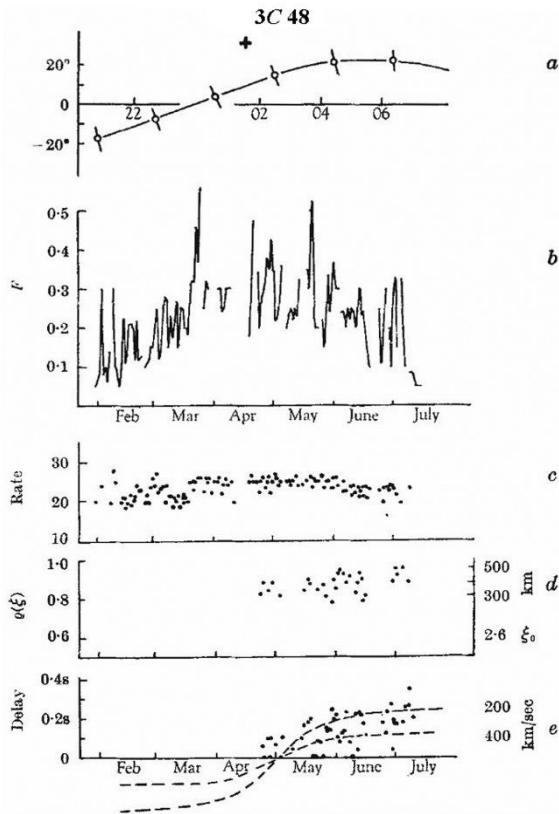 3C 48
20°
a
0
22
02
04
06
−20°
0·5
b
0·4
F
0·3
0·2
0·1
Feb
Mar
Apr
May
June
July
30
Rate
20
c
10
1·0
500
ϱ(ξ)
0·8
300
km
d
0·6
2·6
ξ₀
0·4s
Delay
0·2s
200
400
km/sec
e
0
Feb
Mar
Apr
May
June
July